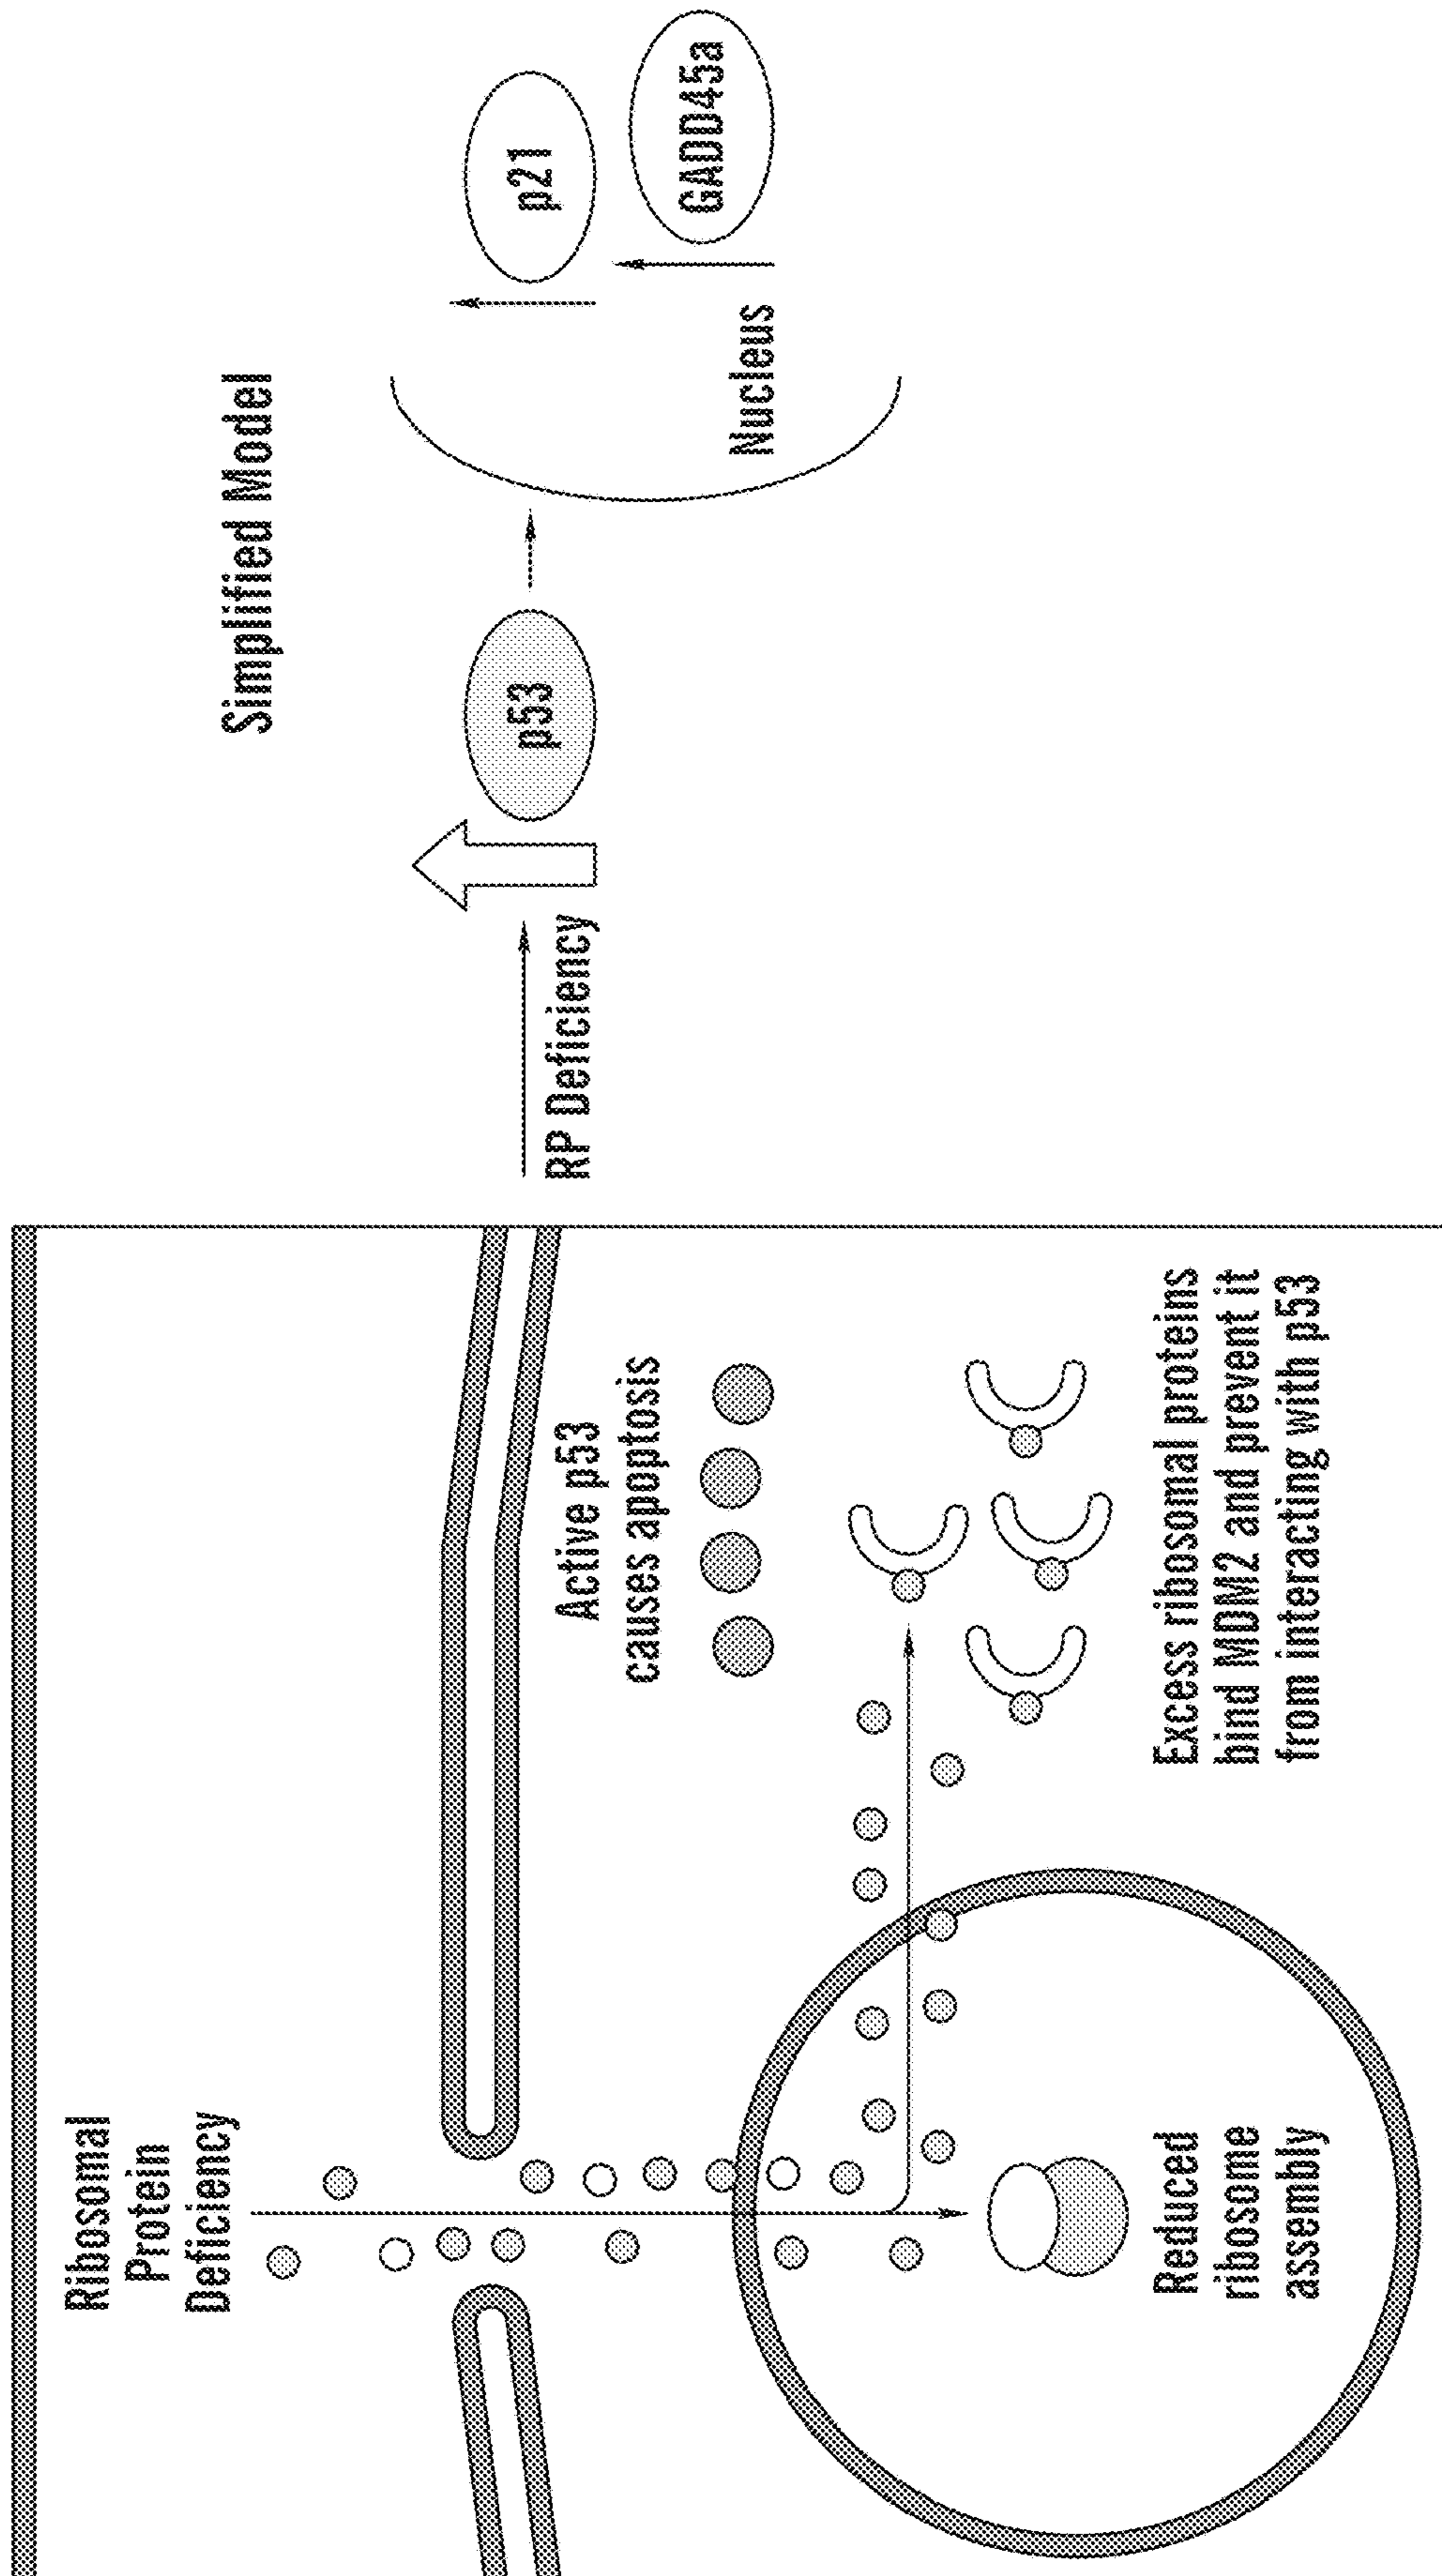 Ribosomal
Protein
Deficiency
Active p53
causes apoptosis
Reduced
ribosome
assembly
Excess ribosomal proteins
bind MDM2 and prevent it
from interacting with p53
Simplified Model
RP Deficiency
p53
p21
GADD45a
Nucleus